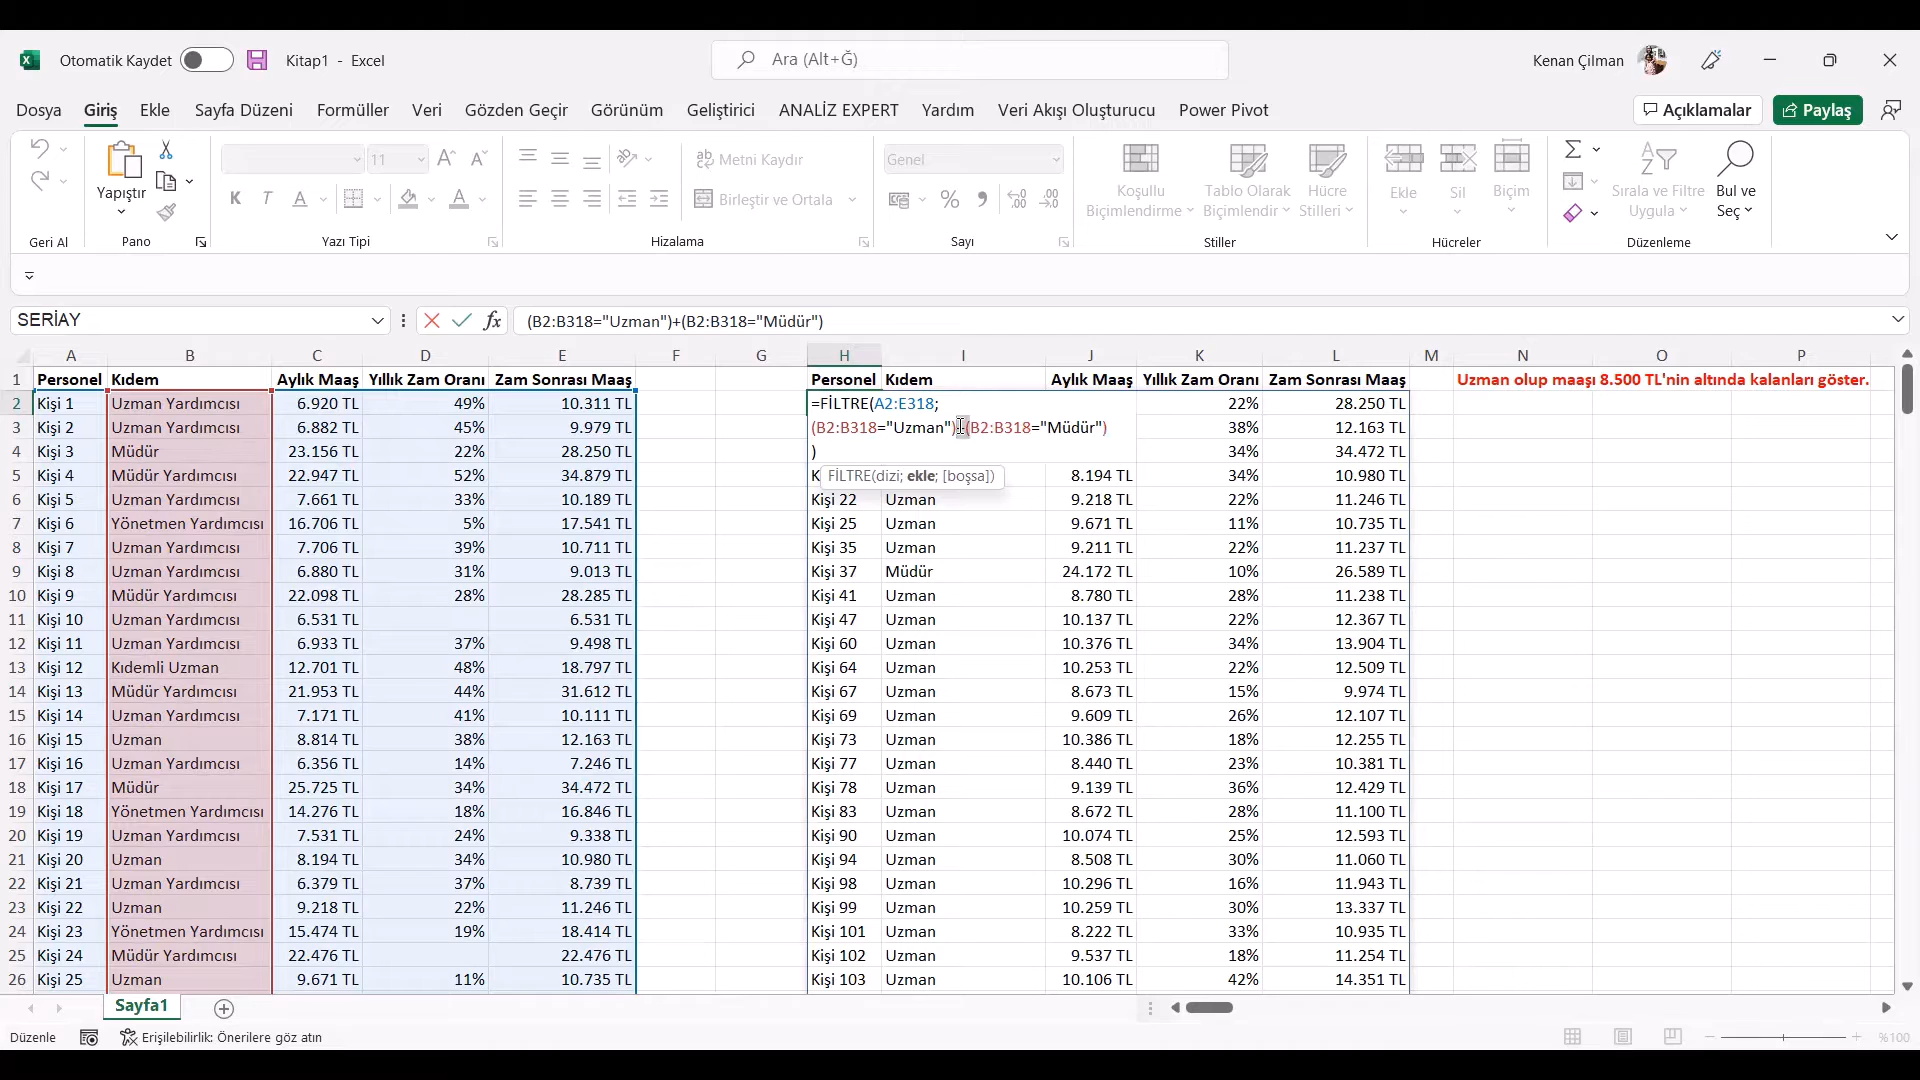 Otomatik Kaydet Kitap1 - Excel Ara (Alt+Ğ) Kenan Çilman
Dosya Giriş Ekle Sayfa Düzeni Formüller Veri Gözden Geçir Görünüm Geliştirici ANALİZ EXPERT Yardım Veri Akışı Oluşturucu Power Pivot Açıklamalar Paylaş
Yapıştır 11 Metni Kaydır Genel Koşullu Biçimlendirme Tablo Olarak Biçimlendir Hücre Stilleri Ekle Sil Biçim Sırala ve Filtre Uygula Bul ve Seç
K T A Birleştir ve Ortala
Geri Al Pano Yazı Tipi Hizalama Sayı Stiller Hücreler Düzenleme
SERİAY fx (B2:B318="Uzman")+(B2:B318="Müdür")
A B C D E F G H I J K L M N O P
1 Personel Kıdem Aylık Maaş Yıllık Zam Oranı Zam Sonrası Maaş Personel Kıdem Aylık Maaş Yıllık Zam Oranı Zam Sonrası Maaş Uzman olup maaşı 8.500 TL'nin altında kalanları göster.
2 Kişi 1 Uzman Yardımcısı 6.920 TL 49% 10.311 TL =FİLTRE(A2:E318; 22% 28.250 TL
3 Kişi 2 Uzman Yardımcısı 6.882 TL 45% 9.979 TL (B2:B318="Uzman")+(B2:B318="Müdür") 38% 12.163 TL
4 Kişi 3 Müdür 23.156 TL 22% 28.250 TL ) 34% 34.472 TL
5 Kişi 4 Müdür 22.947 TL 52% 34.879 TL K FİLTRE(dizi; ekle; [boşsa]) 8.194 TL 34% 10.980 TL
6 Kişi 5 Uzman Yardımcısı 7.661 TL 33% 10.189 TL Kişi 22 Uzman 9.218 TL 22% 11.246 TL
7 Kişi 6 Yönetmen Yardımcısı 16.706 TL 5% 17.541 TL Kişi 25 Uzman 9.671 TL 11% 10.735 TL
8 Kişi 7 Uzman Yardımcısı 7.706 TL 39% 10.711 TL Kişi 35 Uzman 9.211 TL 22% 11.237 TL
9 Kişi 8 Uzman Yardımcısı 6.880 TL 31% 9.013 TL Kişi 37 Müdür 24.172 TL 10% 26.589 TL
10 Kişi 9 Müdür Yardımcısı 22.098 TL 28% 28.285 TL Kişi 41 Uzman 8.780 TL 28% 11.238 TL
11 Kişi 10 Uzman Yardımcısı 6.531 TL 6.531 TL Kişi 47 Uzman 10.137 TL 22% 12.367 TL
12 Kişi 11 Uzman Yardımcısı 6.933 TL 37% 9.498 TL Kişi 60 Uzman 10.376 TL 34% 13.904 TL
13 Kişi 12 Kıdemli Uzman 12.701 TL 48% 18.797 TL Kişi 64 Uzman 10.253 TL 22% 12.509 TL
14 Kişi 13 Müdür Yardımcısı 21.953 TL 44% 31.612 TL Kişi 67 Uzman 8.673 TL 15% 9.974 TL
15 Kişi 14 Uzman Yardımcısı 7.171 TL 41% 10.111 TL Kişi 69 Uzman 9.609 TL 26% 12.107 TL
16 Kişi 15 Uzman 8.814 TL 38% 12.163 TL Kişi 73 Uzman 10.386 TL 18% 12.255 TL
17 Kişi 16 Uzman Yardımcısı 6.356 TL 14% 7.246 TL Kişi 77 Uzman 8.440 TL 23% 10.381 TL
18 Kişi 17 Müdür 25.725 TL 34% 34.472 TL Kişi 78 Uzman 9.139 TL 36% 12.429 TL
19 Kişi 18 Yönetmen Yardımcısı 14.276 TL 18% 16.846 TL Kişi 83 Uzman 8.672 TL 28% 11.100 TL
20 Kişi 19 Uzman Yardımcısı 7.531 TL 24% 9.338 TL Kişi 90 Uzman 10.074 TL 25% 12.593 TL
21 Kişi 20 Uzman 8.194 TL 34% 10.980 TL Kişi 94 Uzman 8.508 TL 30% 11.060 TL
22 Kişi 21 Uzman Yardımcısı 6.379 TL 37% 8.739 TL Kişi 98 Uzman 10.296 TL 16% 11.943 TL
23 Kişi 22 Uzman 9.218 TL 22% 11.246 TL Kişi 99 Uzman 10.259 TL 30% 13.337 TL
24 Kişi 23 Yönetmen Yardımcısı 15.474 TL 19% 18.414 TL Kişi 101 Uzman 8.222 TL 33% 10.935 TL
25 Kişi 24 Müdür Yardımcısı 22.476 TL 22.476 TL Kişi 102 Uzman 9.537 TL 18% 11.254 TL
26 Kişi 25 Uzman 9.671 TL 11% 10.735 TL Kişi 103 Uzman 10.106 TL 42% 14.351 TL
Sayfa1
Düzenle Erişilebilirlik: Önerilere göz atın %100